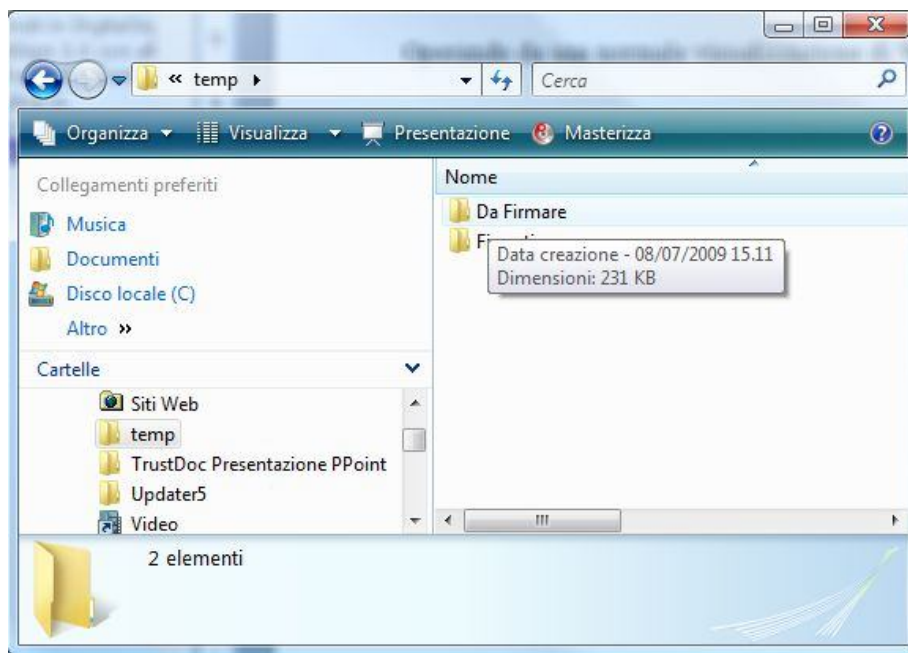 temp
Cerca
Organizza Visualizza Presentazione Masterizza
Collegamenti preferiti
Musica
Documenti
Disco locale (C)
Altro
Cartelle
Siti Web
temp
TrustDoc Presentazione PPoint
Updater5
Video
Nome
Da Firmare
Data creazione - 08/07/2009 15.11
Dimensioni: 231 KB
2 elementi